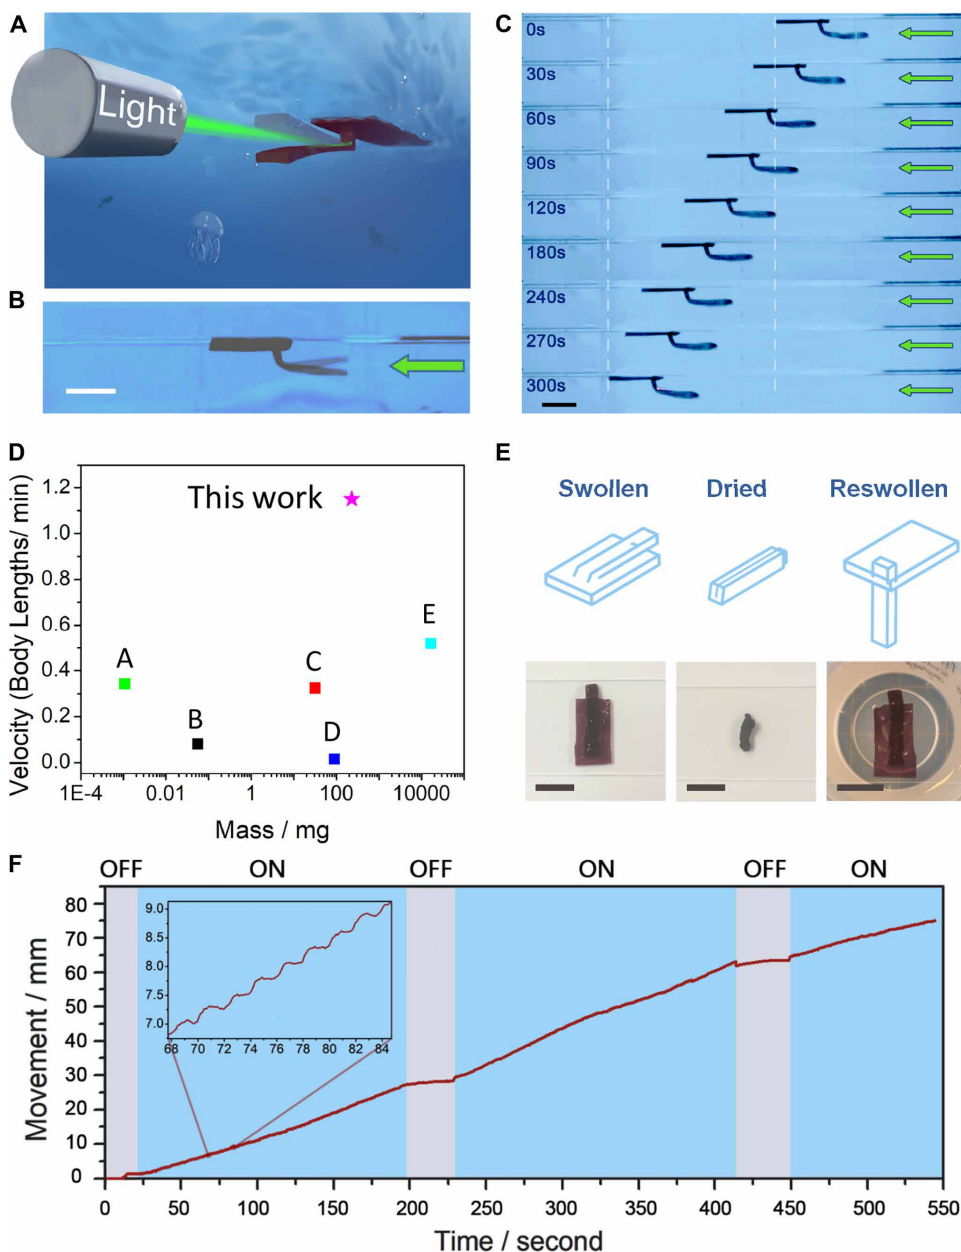 A
Light
B
C
0s
30s
60s
90s
120s
180s
240s
270s
300s
D
Velocity (Body Lengths/ min)
1.2
1.0
0.8
0.6
0.4
0.2
0.0
1E-4
0.01
1
100
10000
Mass / mg
This work
A
B
C
D
E
E
Swollen
Dried
Reswollen
F
OFF
ON
OFF
ON
OFF
ON
Movement / mm
80
70
60
50
40
30
20
10
0
9.0
8.5
8.0
7.5
7.0
68
70
72
74
76
78
80
82
84
0
50
100
150
200
250
300
350
400
450
500
550
Time / second